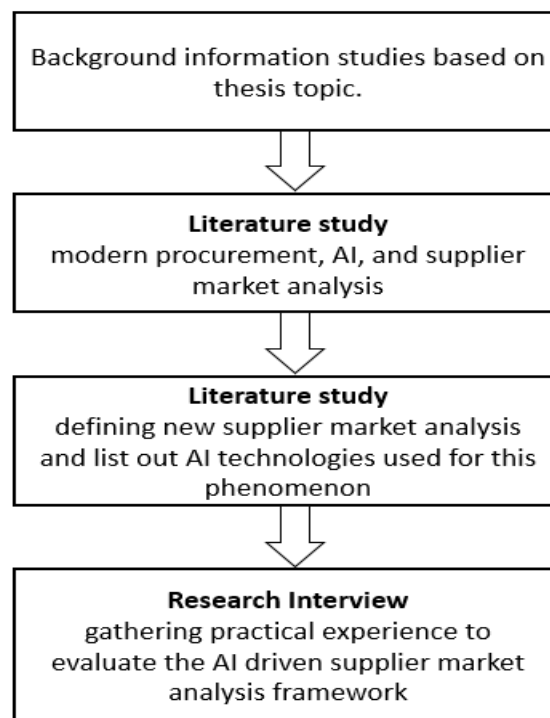 Background information studies based on
thesis topic.
Literature study
modern procurement, AI, and supplier
market analysis
Literature study
defining new supplier market analysis
and list out AI technologies used for this
phenomenon
Research Interview
gathering practical experience to
evaluate the AI driven supplier market
analysis framework